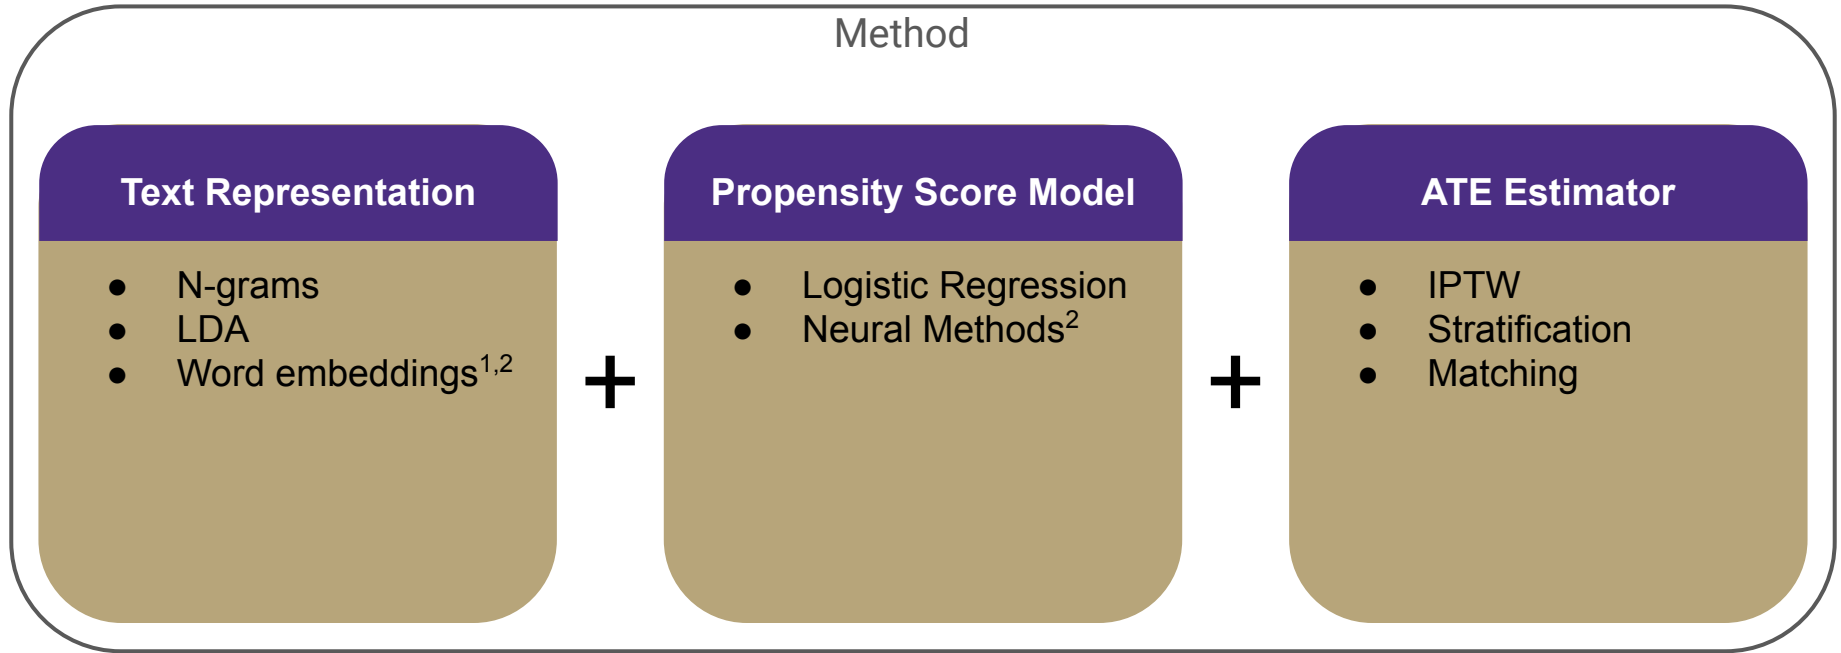 Method
Text Representation
● N-grams
● LDA
● Word embeddings1,2
+
Propensity Score Model
● Logistic Regression
● Neural Methods2
+
ATE Estimator
● IPTW
● Stratification
● Matching